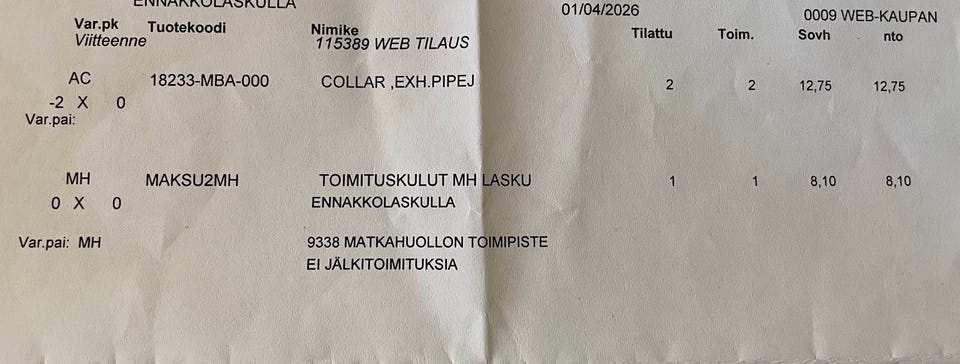 ENNAKKOLASKULLA 01/04/2026 0009 WEB-KAUPAN
Var.pk Tuotekoodi Nimike Tilattu Toim. Sovh nto
Viitteenne 115389 WEB TILAUS
AC 18233-MBA-000 COLLAR ,EXH.PIPEJ 2 2 12,75 12,75
-2 X 0
Var.pai:
MH MAKSU2MH TOIMITUSKULUT MH LASKU 1 1 8,10 8,10
0 X 0 ENNAKKOLASKULLA
Var.pai: MH 9338 MATKAHUOLLON TOIMIPISTE
EI JÄLKITOIMITUKSIA